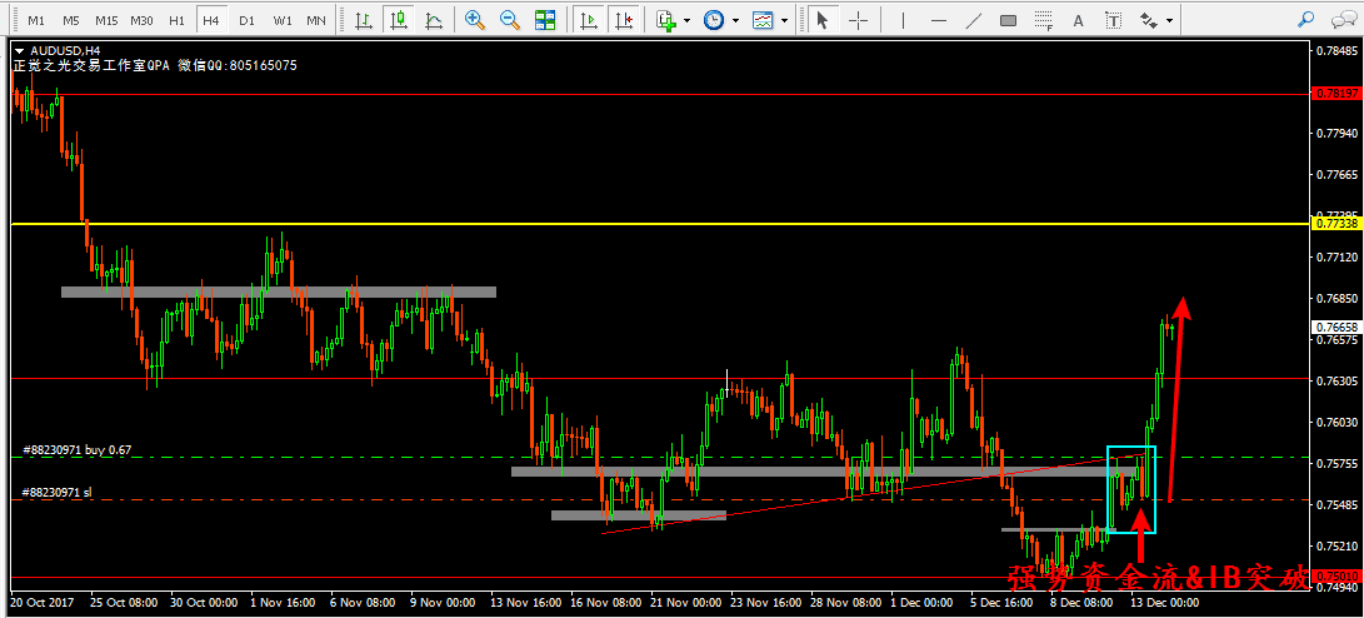 M1 M5 M15 M30 H1 H4 D1 W1 MN
AUDUSD,H4
正觉之光交易工作室QPA 微信QQ:805165075
0.78485
0.78197
0.77940
0.77665
0.77395
0.77338
0.77120
0.76850
0.76658
0.76575
0.76305
0.76030
#88230971 buy 0.67
0.75755
#88230971 sl
0.75485
0.75210
强势资金流&IB突破
0.75010
0.74940
20 Oct 2017 25 Oct 08:00 30 Oct 00:00 1 Nov 16:00 6 Nov 08:00 9 Nov 00:00 13 Nov 16:00 16 Nov 08:00 21 Nov 00:00 23 Nov 16:00 28 Nov 08:00 1 Dec 00:00 5 Dec 16:00 8 Dec 08:00 13 Dec 00:00